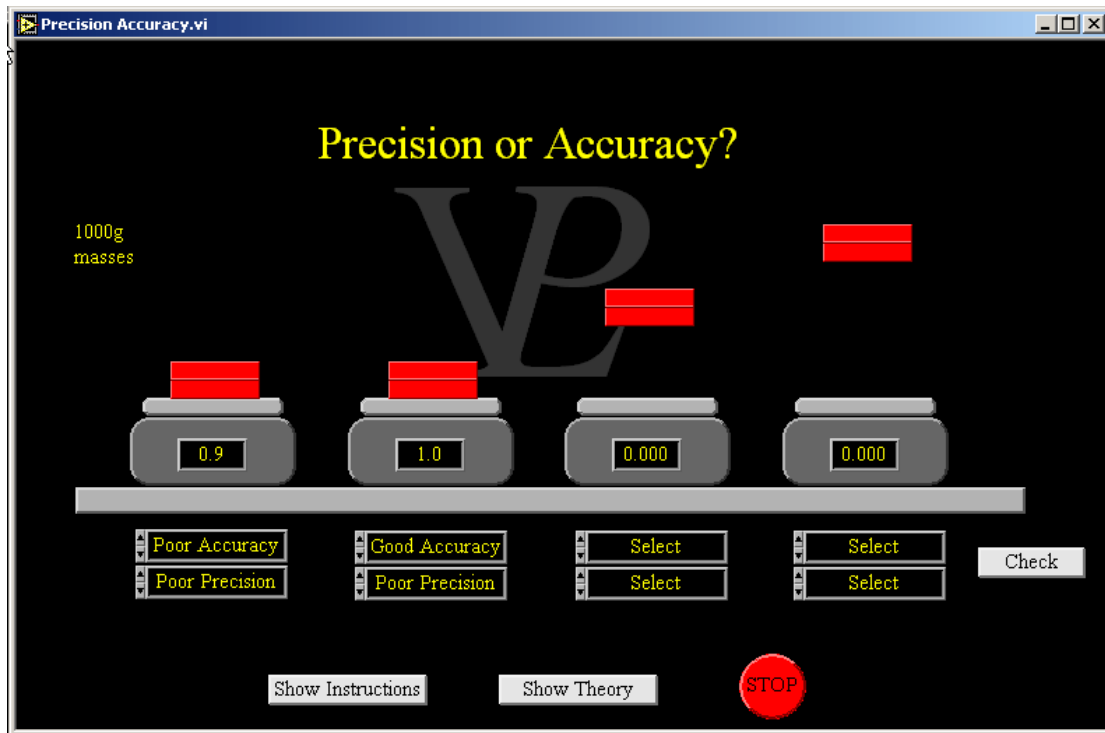 Precision Accuracy.vi
Precision or Accuracy?
VPL
1000g
masses
0.9 1.0 0.000 0.000
Poor Accuracy Good Accuracy Select Select
Poor Precision Poor Precision Select Select
Check
Show Instructions Show Theory STOP